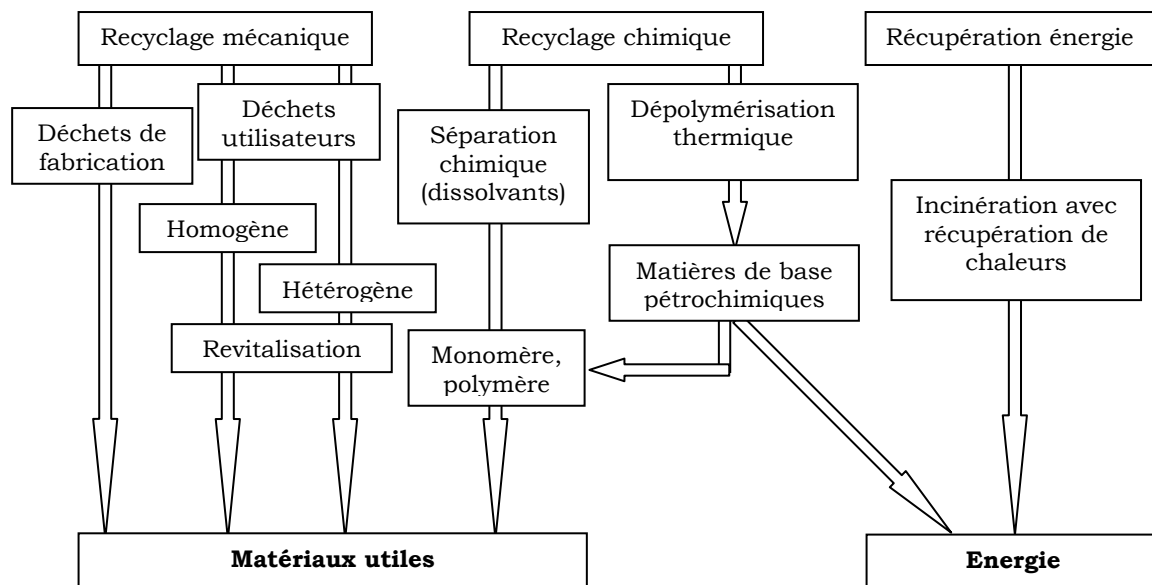 Recyclage mécanique
Recyclage chimique
Récupération énergie
Déchets de
fabrication
Déchets
utilisateurs
Séparation
chimique
(dissolvants)
Dépolymérisation
thermique
Homogène
Incinération avec
récupération de
chaleurs
Hétérogène
Matières de base
pétrochimiques
Revitalisation
Monomère,
polymère
Matériaux utiles
Energie